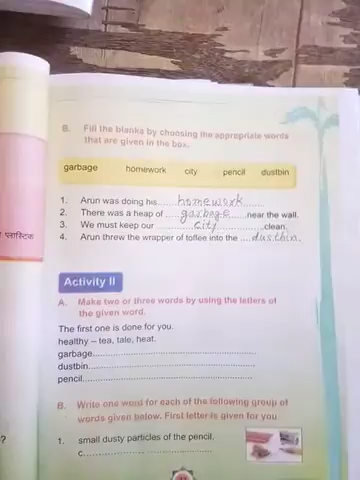 B. Fill the blanks by choosing the appropriate words
that are given in the box.
garbage homework city pencil dustbin
1. Arun was doing his......homework......
2. There was a heap of ....garbage.....near the wall.
3. We must keep our ............city............clean.
4. Arun threw the wrapper of toffee into the ....dusthin.
प्लास्टिक
Activity II
A. Make two or three words by using the letters of
the given word.
The first one is done for you.
healthy – tea, tale, heat.
garbage..........................................................
dustbin..........................................................
pencil..........................................................
B. Write one word for each of the following group of
words given below. First letter is given for you
?
1. small dusty particles of the pencil.
c..........................................